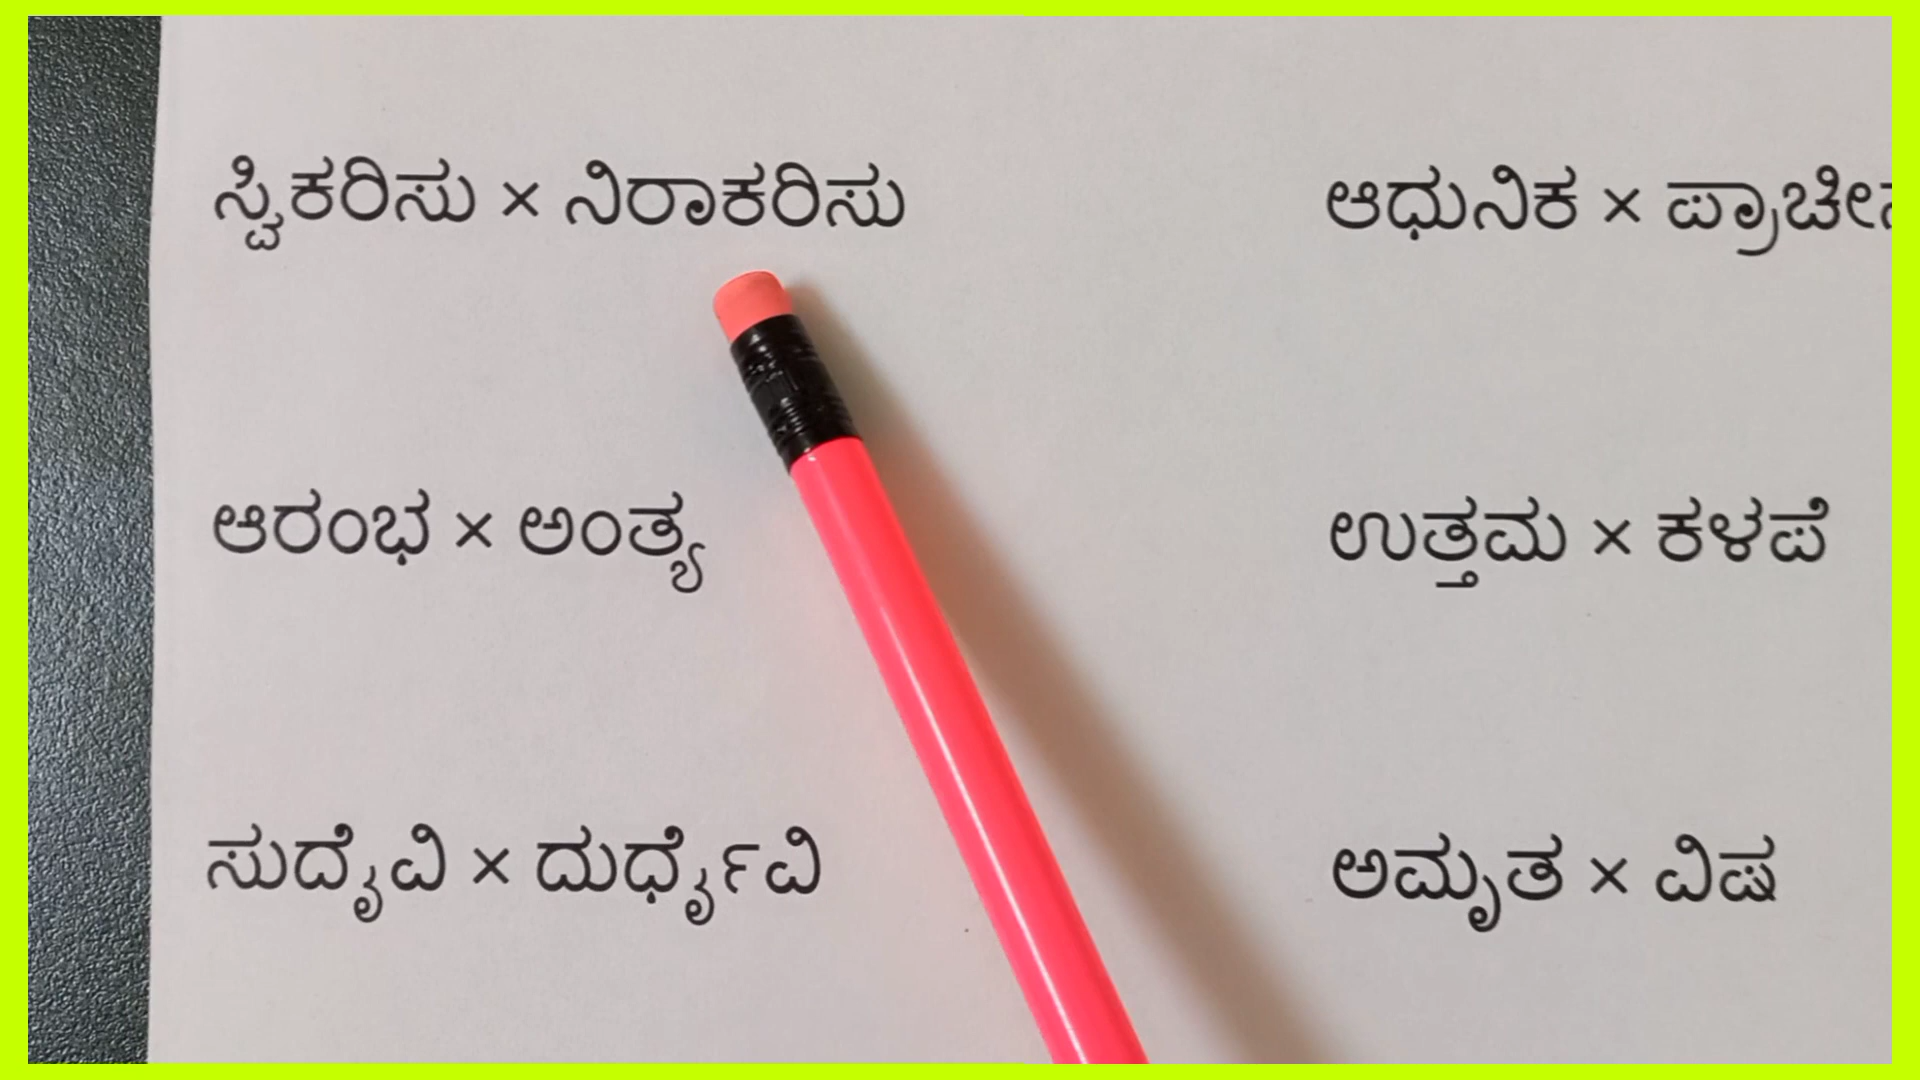 ಸ್ವಿಕರಿಸು × ನಿರಾಕರಿಸು
ಆಧುನಿಕ ×
ಆರಂಭ × ಅಂತ್ಯ
ಉತ್ತಮ × ಕಳಪೆ
ಸುದೈವಿ × ದುರ್ಧೈವಿ
ಅಮೃತ × ವಿಷ